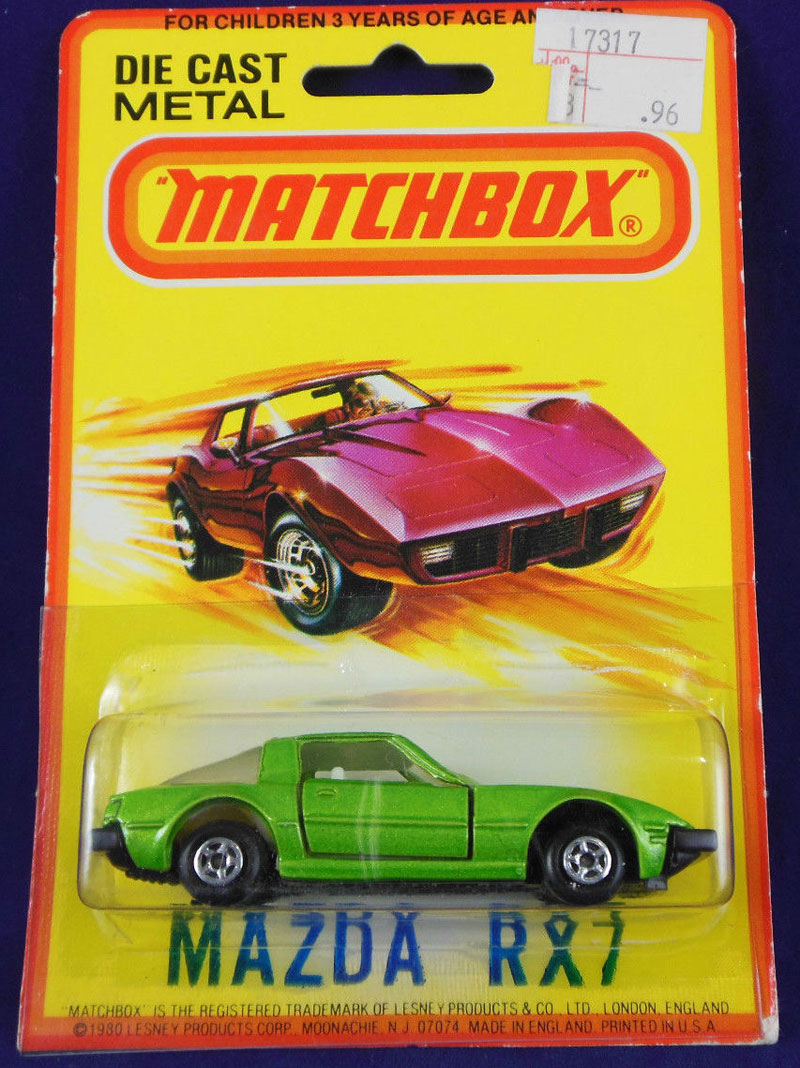 FOR CHILDREN 3 YEARS OF AGE AN
17317
.96
DIE CAST
METAL
"MATCHBOX"®
MAZDA RX7
"MATCHBOX" IS THE REGISTERED TRADEMARK OF LESNEY PRODUCTS & CO., LTD., LONDON, ENGLAND
©1980 LESNEY PRODUCTS CORP., MOONACHIE, N.J. 07074 MADE IN ENGLAND. PRINTED IN U.S.A.